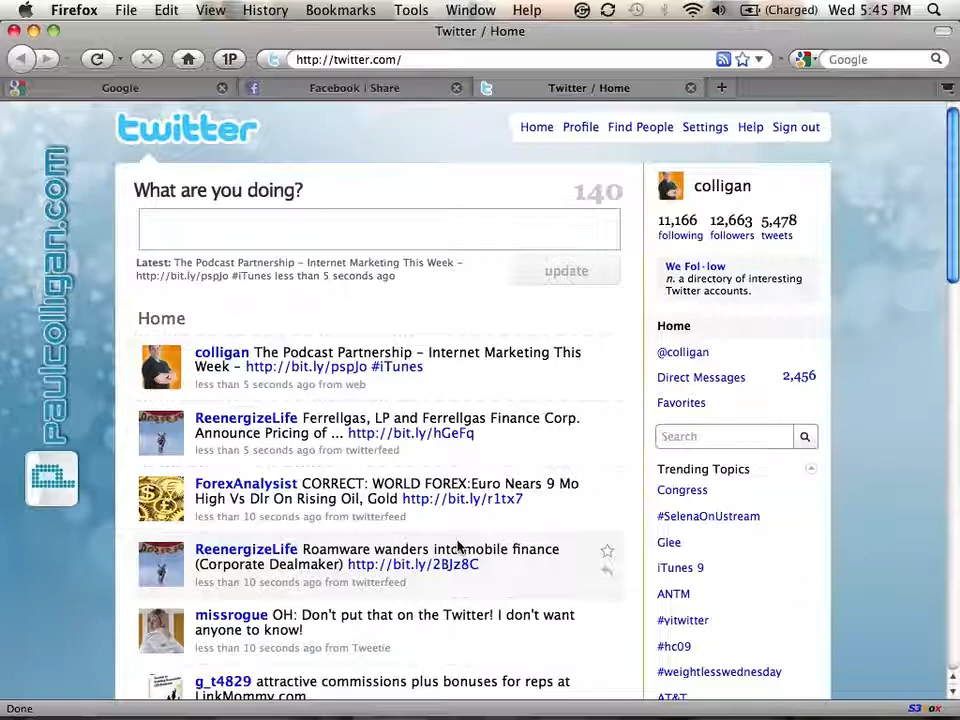 Firefox File Edit View History Bookmarks Tools Window Help (Charged) Wed 5:45 PM
Twitter / Home
1P http://twitter.com/ Google
Google Facebook | Share Twitter / Home
twitter
Home Profile Find People Settings Help Sign out
paulcolligan.com
What are you doing? 140
Latest: The Podcast Partnership – Internet Marketing This Week –
http://bit.ly/pspJo #iTunes less than 5 seconds ago
update
Home
colligan The Podcast Partnership – Internet Marketing This
Week – http://bit.ly/pspJo #iTunes
less than 5 seconds ago from web
ReenergizeLife Ferrellgas, LP and Ferrellgas Finance Corp.
Announce Pricing of ... http://bit.ly/hGeFq
less than 5 seconds ago from twitterfeed
ForexAnalyst CORRECT: WORLD FOREX:Euro Nears 9 Mo
High Vs Dlr On Rising Oil, Gold http://bit.ly/r1tx7
less than 10 seconds ago from twitterfeed
ReenergizeLife Roamware wanders into mobile finance
(Corporate Dealmaker) http://bit.ly/2BJz8C
less than 10 seconds ago from twitterfeed
missrogue OH: Don't put that on the Twitter! I don't want
anyone to know!
less than 10 seconds ago from Tweetie
g_t4829 attractive commissions plus bonuses for reps at
LinkMommy.com
colligan
11,166 12,663 5,478
following followers tweets
We Fol·low
n. a directory of interesting
Twitter accounts.
Home
@colligan
Direct Messages 2,456
Favorites
Search
Trending Topics
Congress
#SelenaOnUstream
Glee
iTunes 9
ANTM
#yitwitter
#hc09
#weightlesswednesday
AT&T
Done